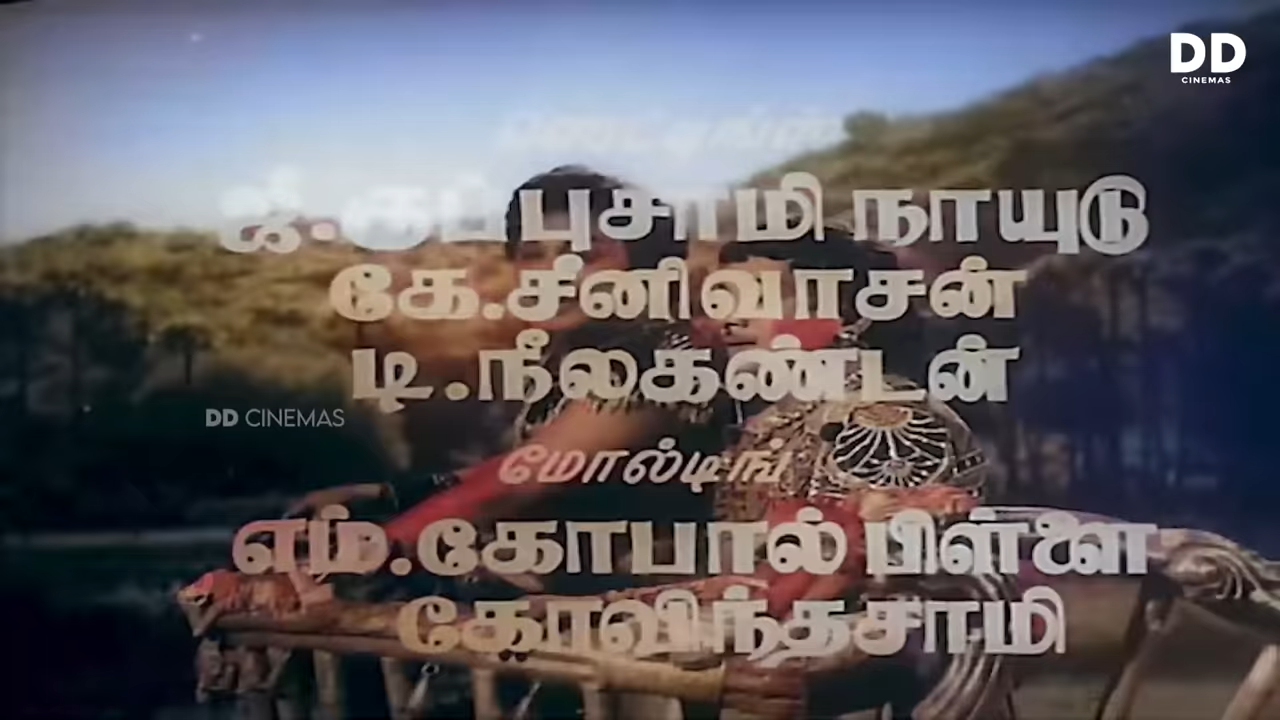 DD
CINEMAS
செட்டிங்ஸ்
ஜி.குப்புசாமி நாயுடு
கே.சீனிவாசன்
டி.நீலகண்டன்
DD CINEMAS
மோல்டிங்
எம்.கோபால் பிள்ளை
கோவிந்தசாமி